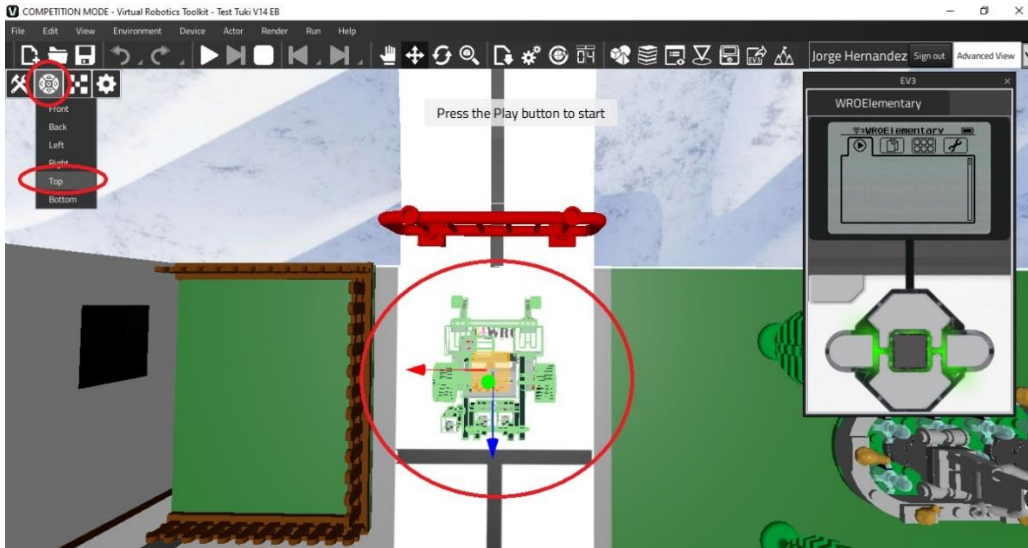 COMPETITION MODE - Virtual Robotics Toolkit - Test Tuki V14 EB
File Edit View Environment Device Actor Render Run Help
EV3
Jorge Hernandez Sign out Advanced View
Front
Back
Left
Right
Top
Bottom
Press the Play button to start
EV3
WROElementary
WROElementary
WRO